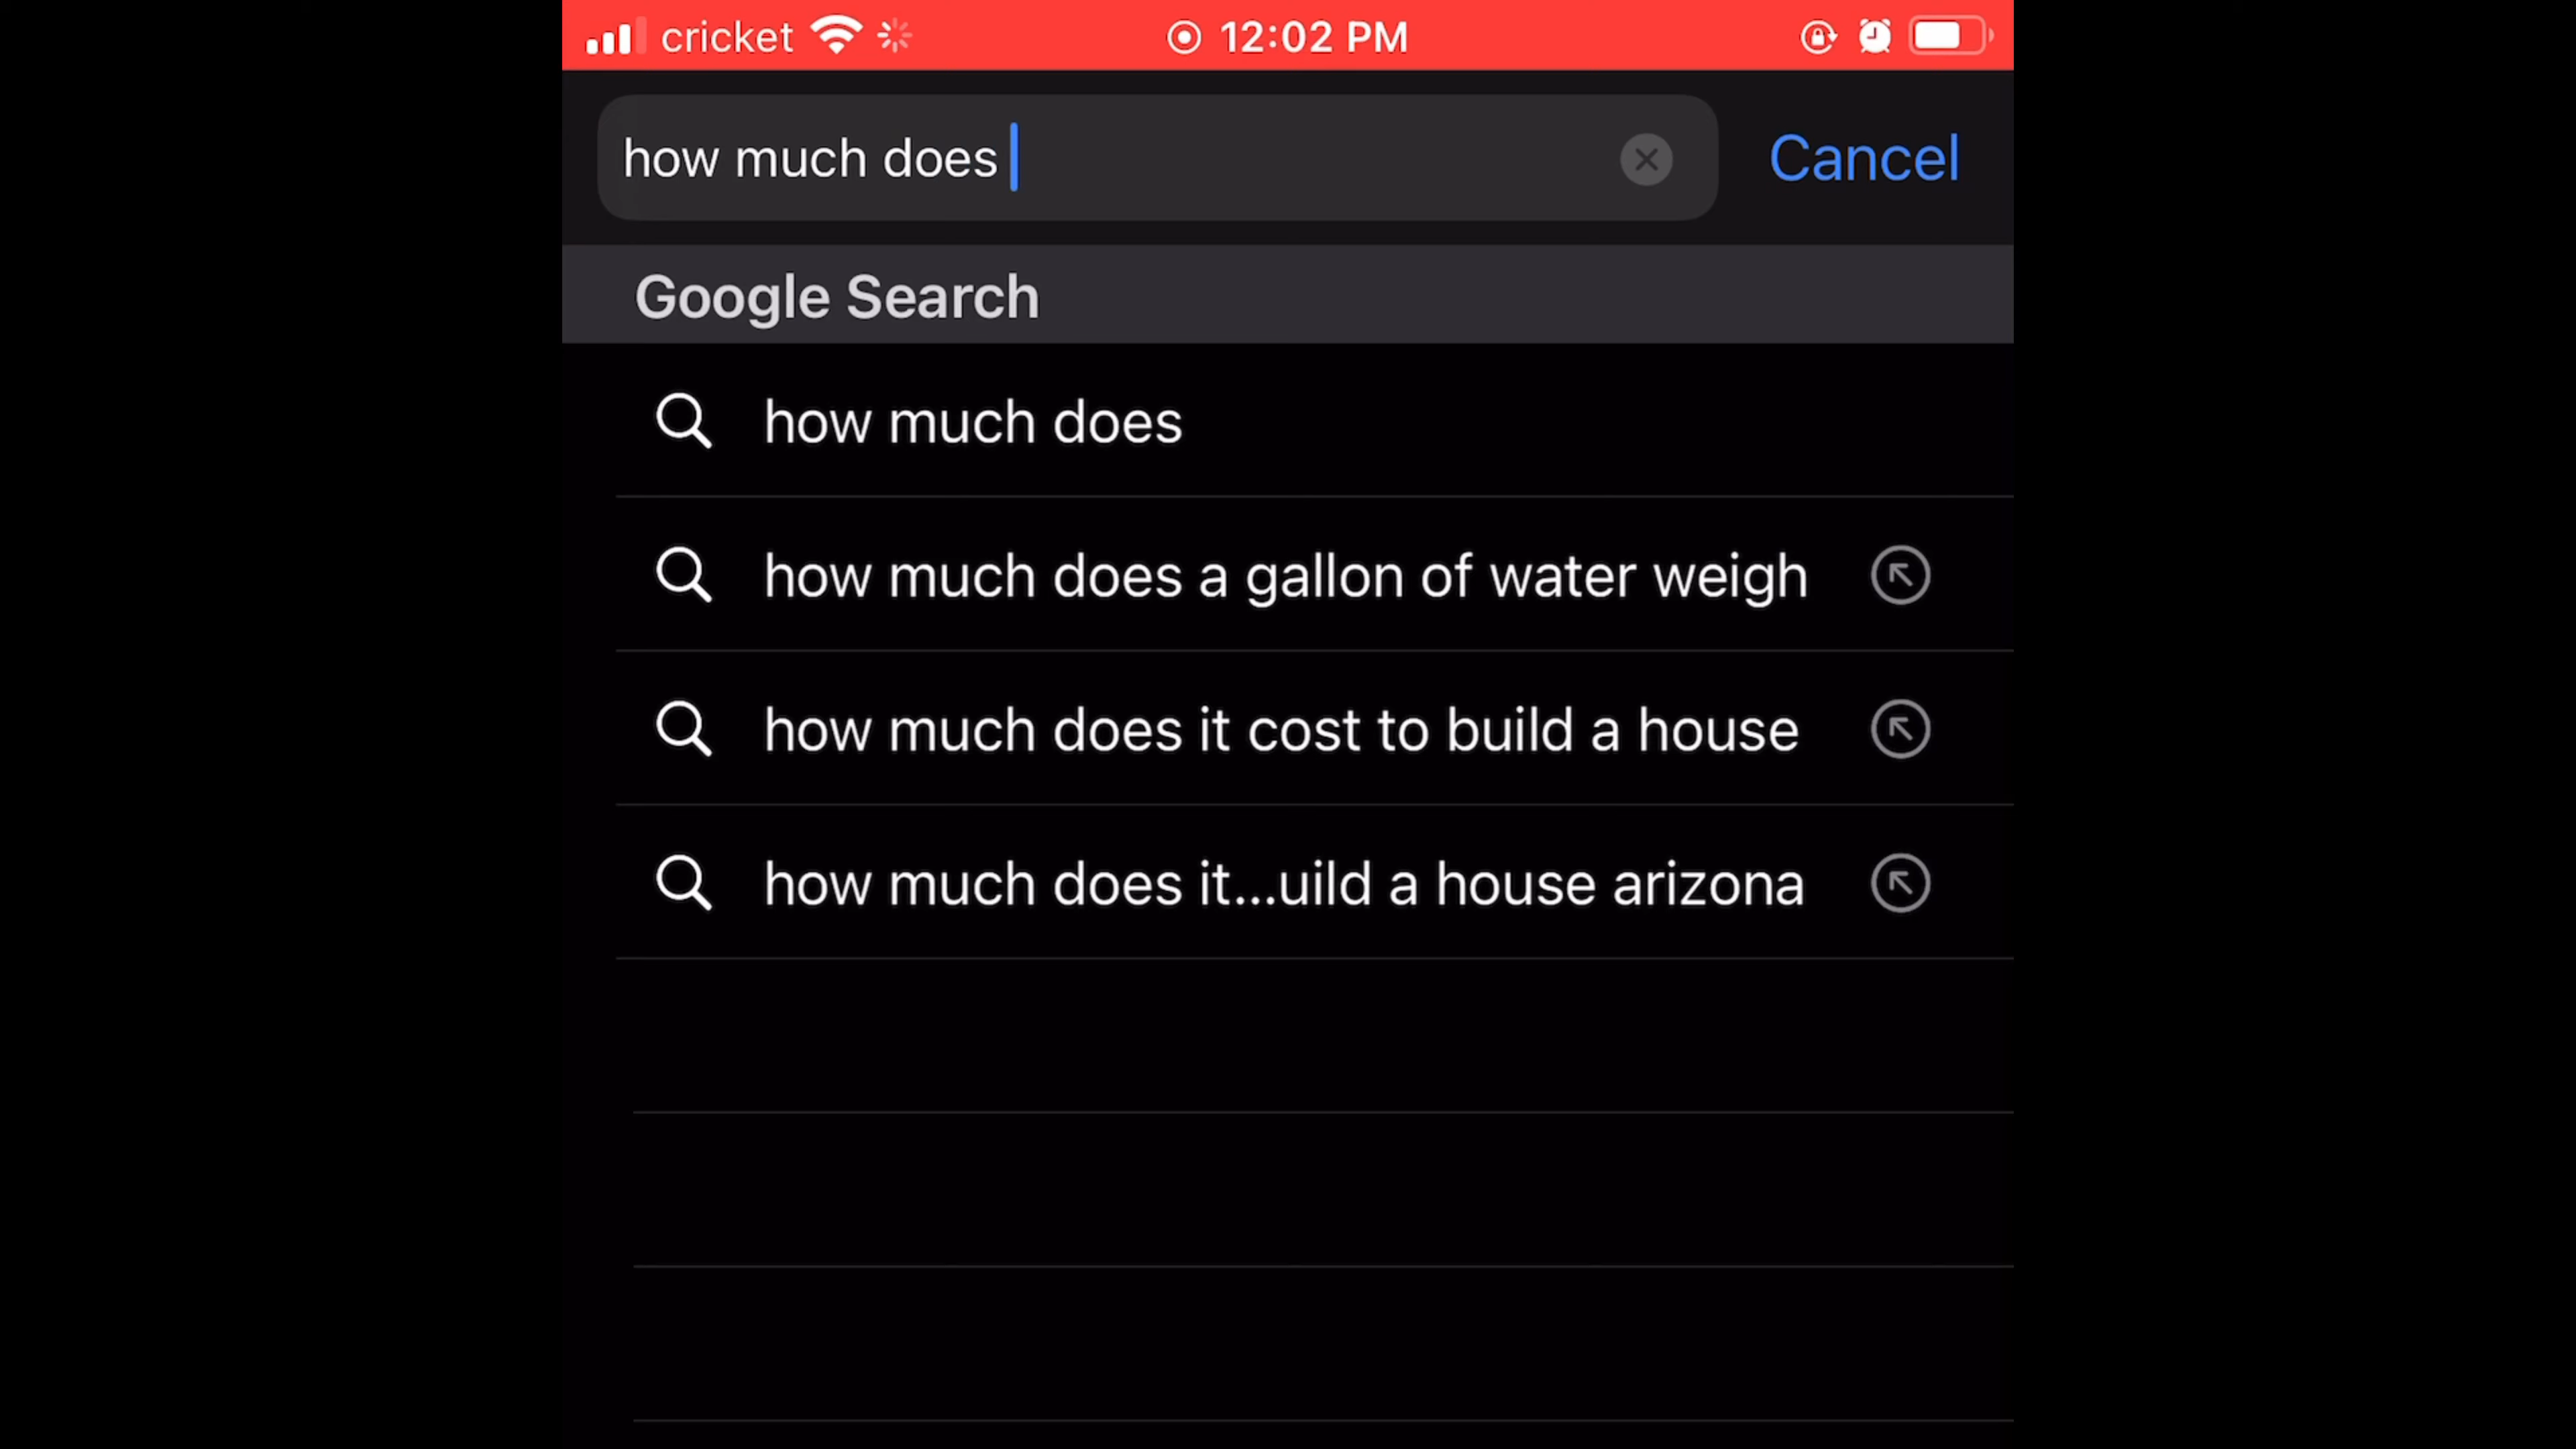 cricket 12:02 PM
how much does Cancel
Google Search
how much does
how much does a gallon of water weigh
how much does it cost to build a house
how much does it...uild a house arizona